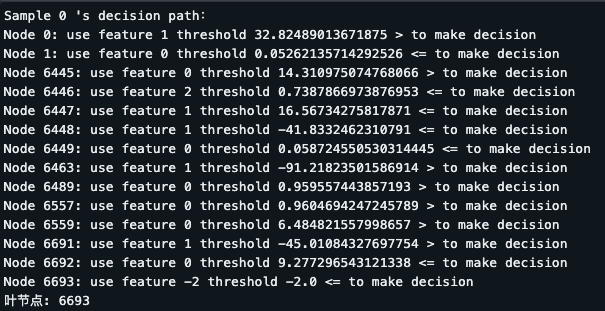 Sample 0 's decision path:
Node 0: use feature 1 threshold 32.82489013671875 > to make decision
Node 1: use feature 0 threshold 0.05262135714292526 <= to make decision
Node 6445: use feature 0 threshold 14.310975074768066 > to make decision
Node 6446: use feature 2 threshold 0.7387866973876953 <= to make decision
Node 6447: use feature 1 threshold 16.56734275817871 <= to make decision
Node 6448: use feature 1 threshold -41.8332462310791 <= to make decision
Node 6449: use feature 0 threshold 0.058724550530314445 <= to make decision
Node 6463: use feature 1 threshold -91.21823501586914 > to make decision
Node 6489: use feature 0 threshold 0.959557443857193 > to make decision
Node 6557: use feature 0 threshold 0.9604694247245789 > to make decision
Node 6559: use feature 0 threshold 6.484821557998657 > to make decision
Node 6691: use feature 1 threshold -45.01084327697754 > to make decision
Node 6692: use feature 0 threshold 9.277296543121338 <= to make decision
Node 6693: use feature -2 threshold -2.0 <= to make decision
叶节点: 6693